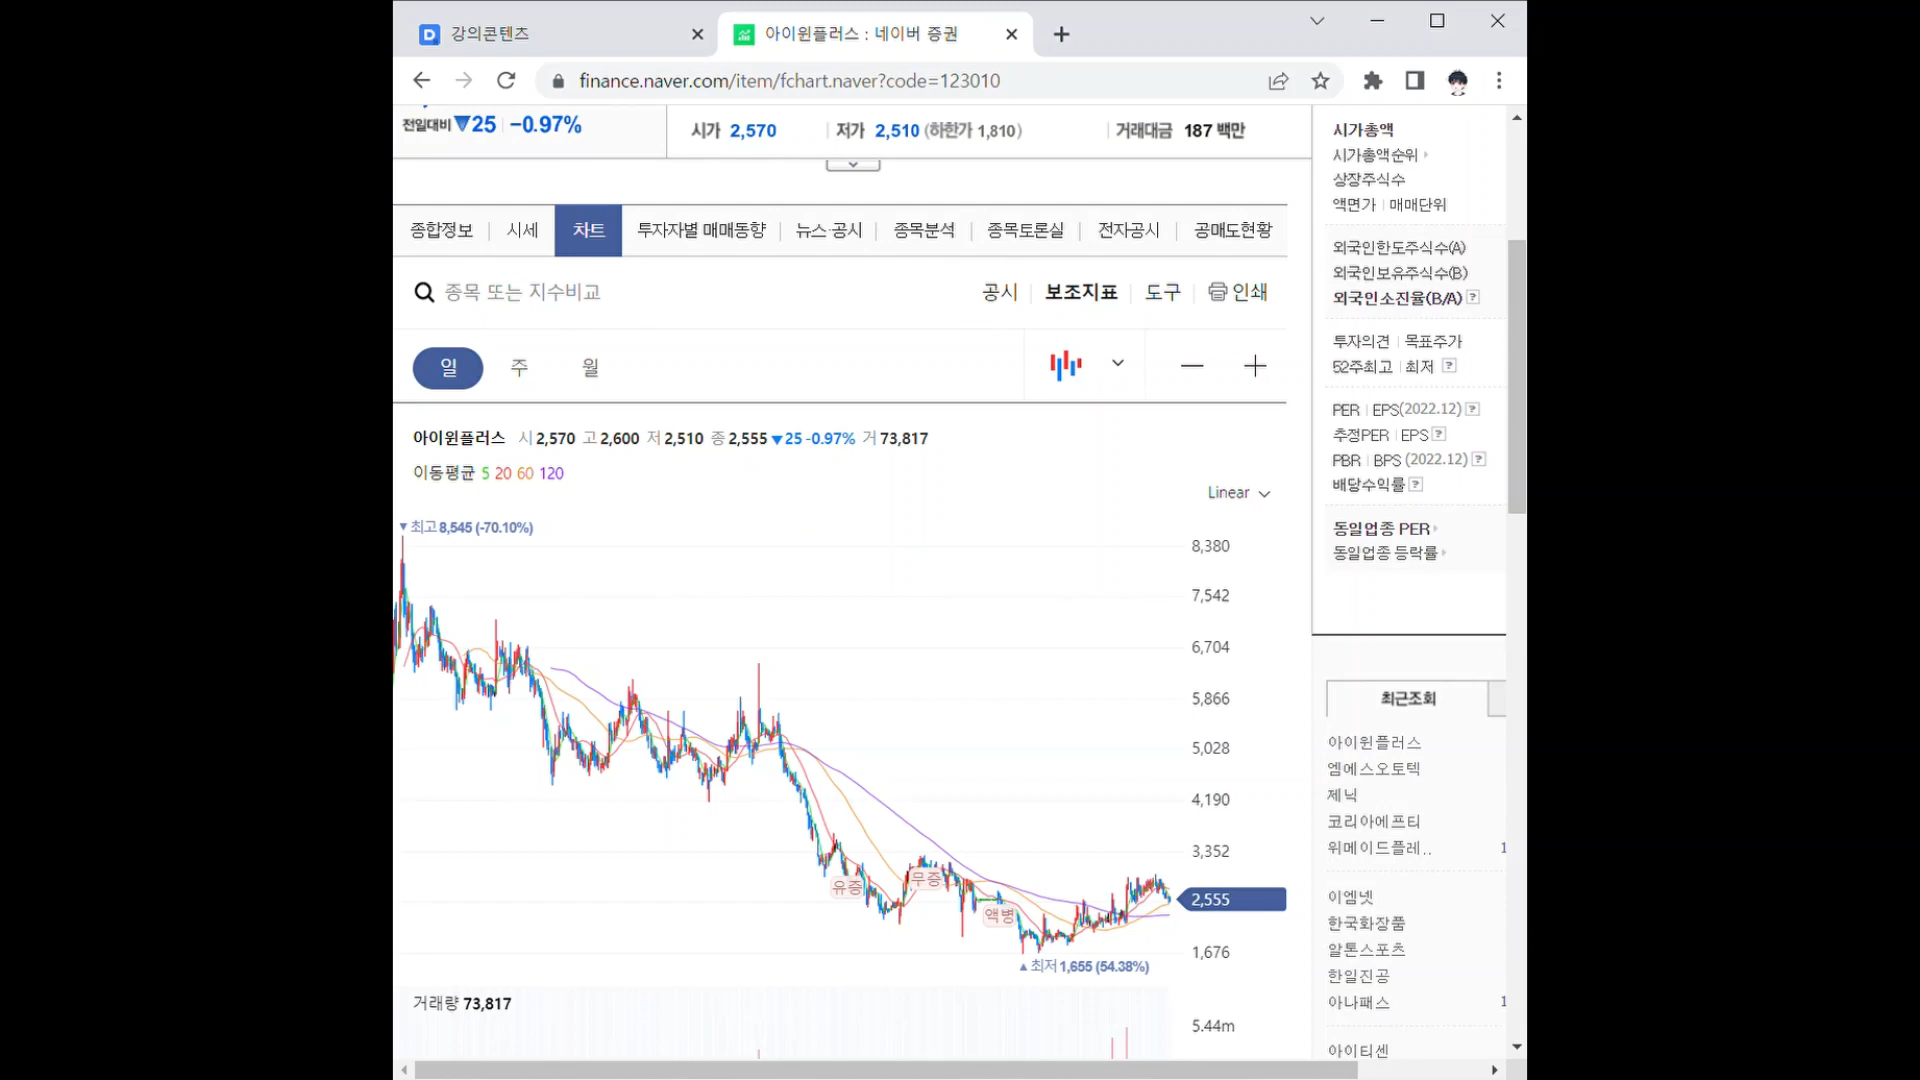 강의콘텐츠
아이윈플러스 : 네이버 증권
finance.naver.com/item/fchart.naver?code=123010
전일대비 ▼25 -0.97%
시가 2,570
저가 2,510 (하한가 1,810)
거래대금 187 백만
종합정보
시세
차트
투자자별 매매동향
뉴스·공시
종목분석
종목토론실
전자공시
공매도현황
종목 또는 지수비교
공시
보조지표
도구
인쇄
일
주
월
아이윈플러스 시 2,570 고 2,600 저 2,510 종 2,555 ▼25 -0.97% 거 73,817
이동평균 5 20 60 120
Linear
▼최고 8,545 (-70.10%)
8,380
7,542
6,704
5,866
5,028
4,190
3,352
2,555
1,676
유증
무증
액병
▲최저 1,655 (54.38%)
거래량 73,817
5.44m
시가총액
시가총액순위
상장주식수
액면가 | 매매단위
외국인한도주식수(A)
외국인보유주식수(B)
외국인소진율(B/A) ?
투자의견 | 목표주가
52주최고 | 최저 ?
PER | EPS(2022.12) ?
추정PER | EPS ?
PBR | BPS (2022.12) ?
배당수익률 ?
동일업종 PER
동일업종 등락률
최근조회
아이윈플러스
엠에스오토텍
제닉
코리아에프티
위메이드플레.. 1
이엠넷
한국화장품
알톤스포츠
한일진공
아나패스 1
아이티센